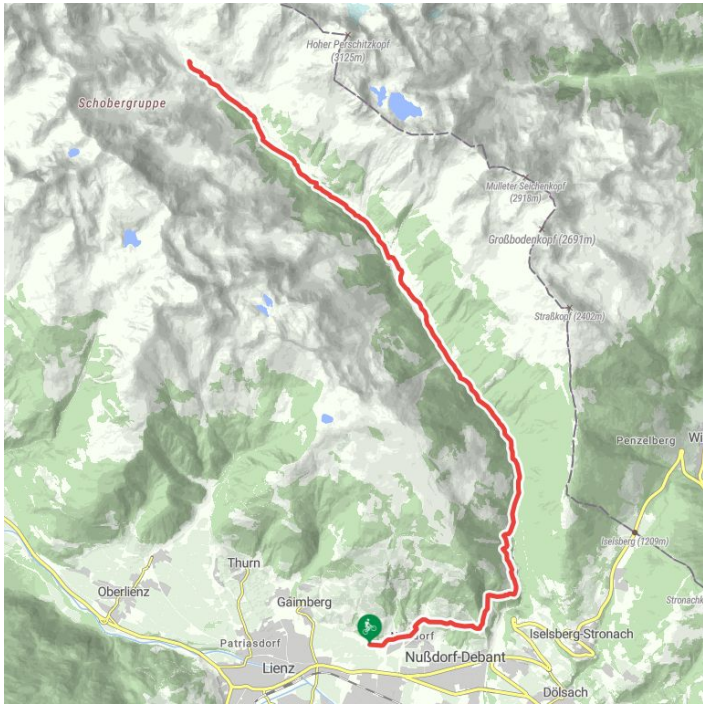 Hoher Perschitzkopf
(3125m)
Schobergruppe
Mulleter Seichenkopf
(2918m)
Großbodenkopf (2691m)
Straßkopf (2402m)
Penzelberg
Iselsberg (1209m)
Thurn
Oberlienz
Gaimberg
Stronach
Patriasdorf
Iselsberg-Stronach
Nußdorf-Debant
Lienz
Dölsach